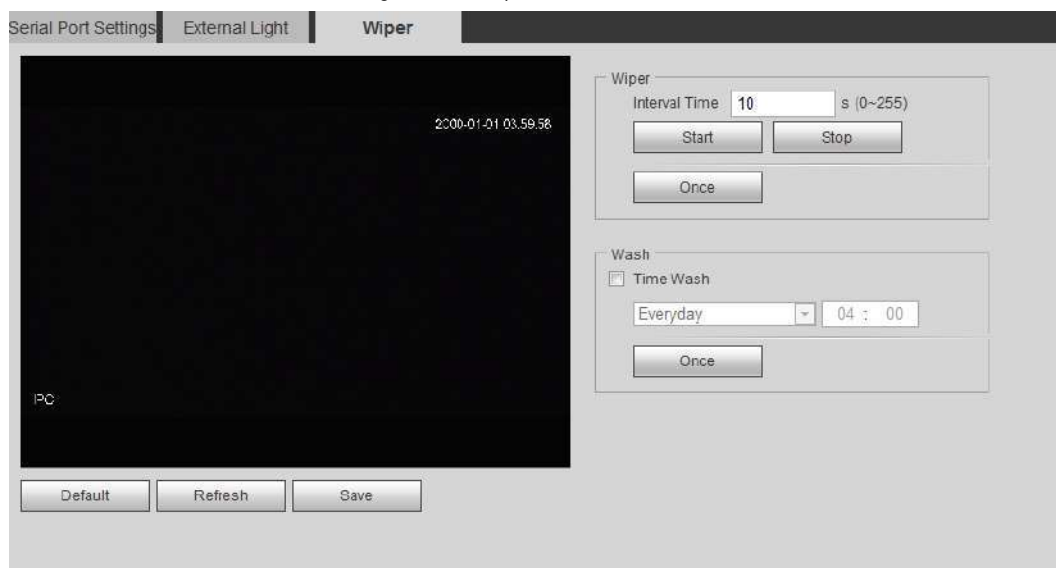 Serial Port Settings External Light Wiper
2000-01-01 03:59:58
IPC
Wiper
Interval Time 10 s (0~255)
Start Stop
Once
Wash
Time Wash
Everyday 04 : 00
Once
Default Refresh Save